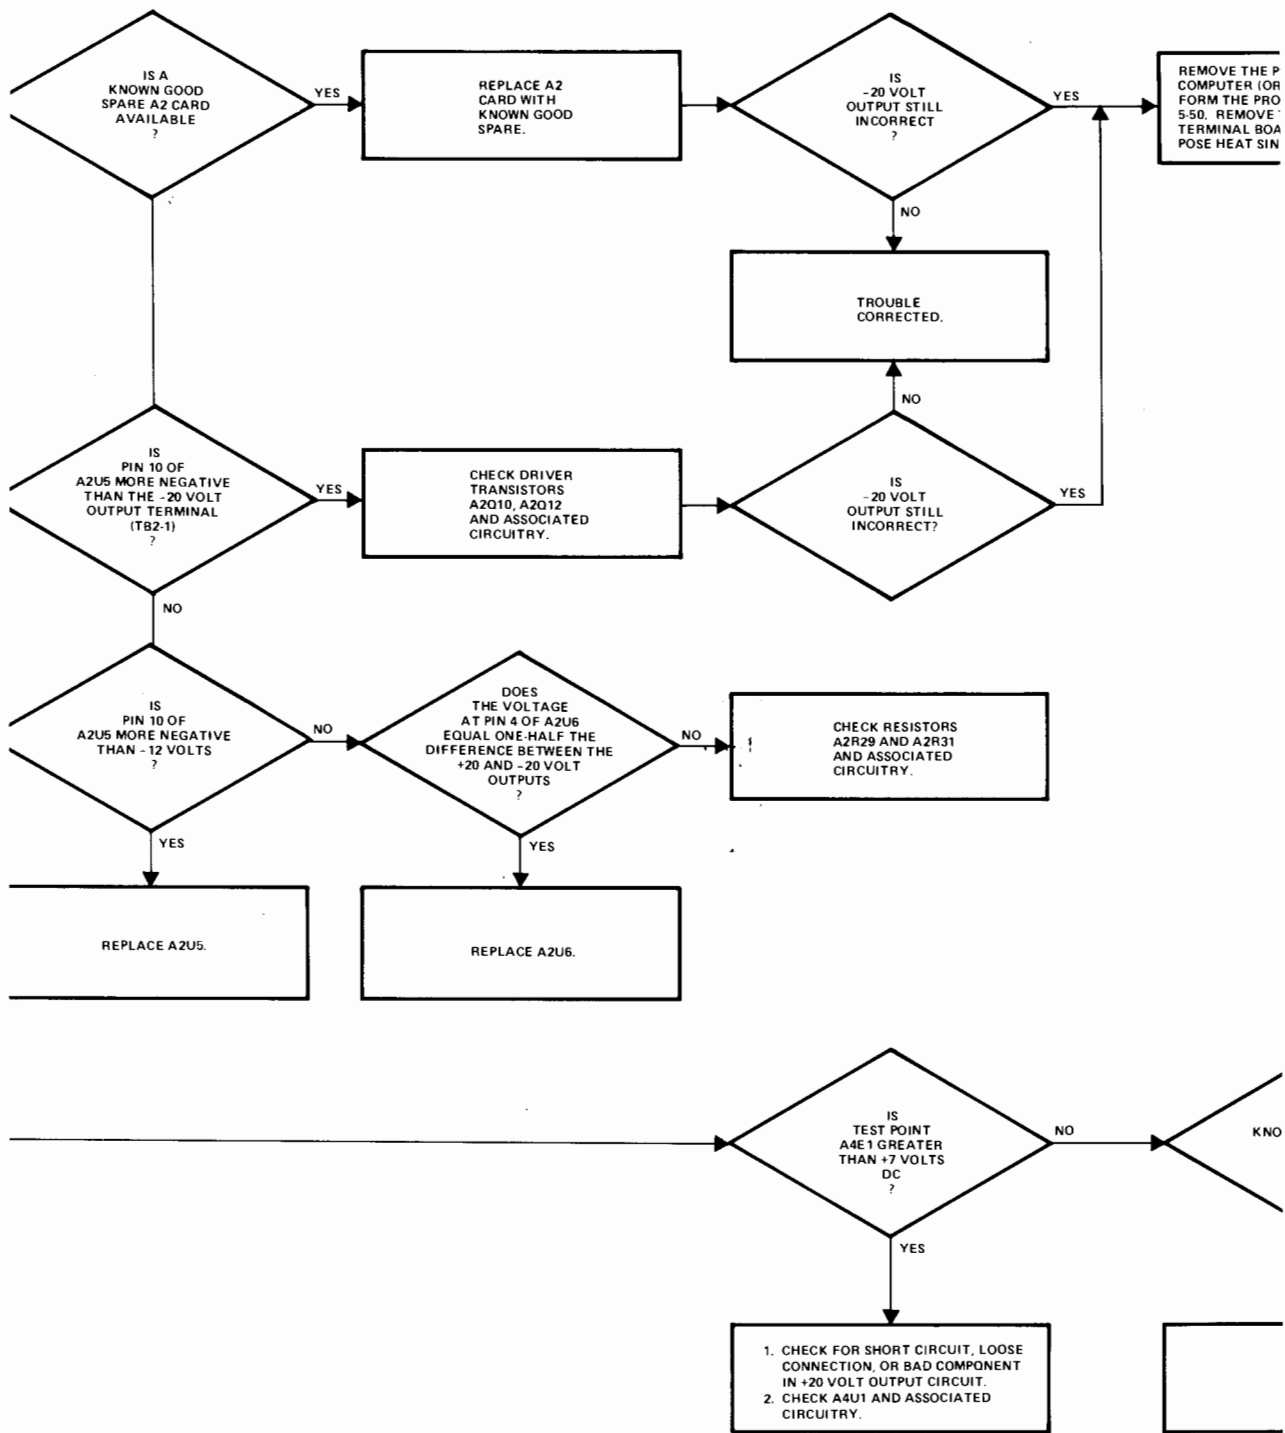 IS A
KNOWN GOOD
SPARE A2 CARD
AVAILABLE
?
YES
REPLACE A2
CARD WITH
KNOWN GOOD
SPARE.
IS
-20 VOLT
OUTPUT STILL
INCORRECT
?
YES
REMOVE THE P
COMPUTER (OR
FORM THE PRO
5-50. REMOVE
TERMINAL BOA
POSE HEAT SIN
NO
TROUBLE
CORRECTED.
NO
IS
PIN 10 OF
A2U5 MORE NEGATIVE
THAN THE -20 VOLT
OUTPUT TERMINAL
(TB2-1)
?
YES
CHECK DRIVER
TRANSISTORS
A2Q10, A2Q12
AND ASSOCIATED
CIRCUITRY.
IS
-20 VOLT
OUTPUT STILL
INCORRECT?
YES
NO
IS
PIN 10 OF
A2U5 MORE NEGATIVE
THAN -12 VOLTS
?
NO
DOES
THE VOLTAGE
AT PIN 4 OF A2U6
EQUAL ONE-HALF THE
DIFFERENCE BETWEEN THE
+20 AND -20 VOLT
OUTPUTS
?
NO
CHECK RESISTORS
A2R29 AND A2R31
AND ASSOCIATED
CIRCUITRY.
YES
YES
REPLACE A2U5.
REPLACE A2U6.
IS
TEST POINT
A4E1 GREATER
THAN +7 VOLTS
DC
?
NO
KNO
YES
1. CHECK FOR SHORT CIRCUIT, LOOSE
CONNECTION, OR BAD COMPONENT
IN +20 VOLT OUTPUT CIRCUIT.
2. CHECK A4U1 AND ASSOCIATED
CIRCUITRY.